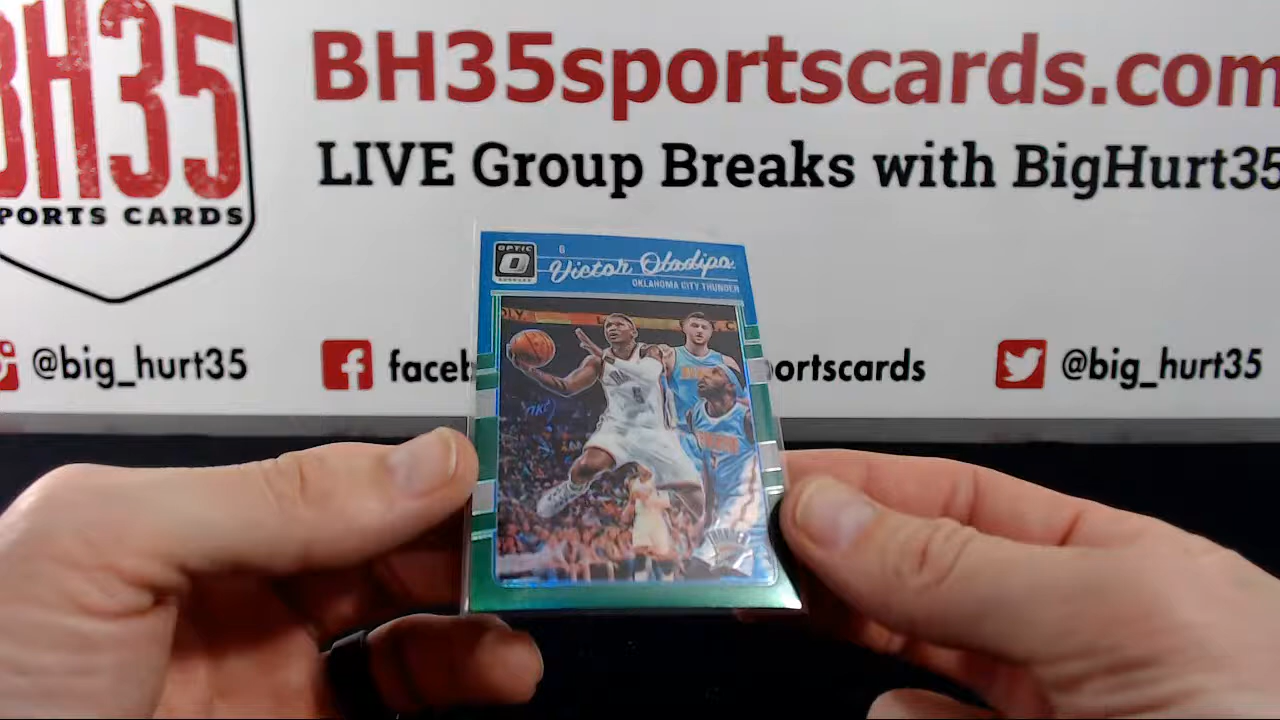 BH35
PORTS CARDS
BH35sportscards.com
LIVE Group Breaks with BigHurt35
@big_hurt35
faceb
ortscards
@big_hurt35
OPTIC
G
Victor Oladipo
OKLAHOMA CITY THUNDER
THUNDER